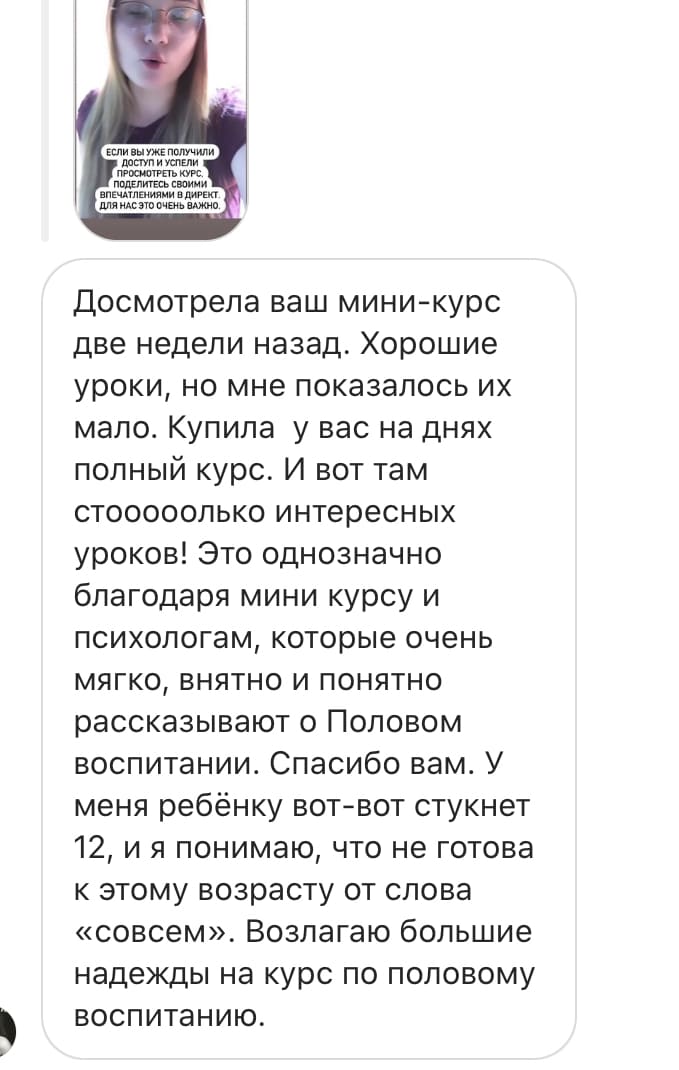 ЕСЛИ ВЫ УЖЕ ПОЛУЧИЛИ
ДОСТУП И УСПЕЛИ
ПРОСМОТРЕТЬ КУРС,
ПОДЕЛИТЕСЬ СВОИМИ
ВПЕЧАТЛЕНИЯМИ В ДИРЕКТ.
ДЛЯ НАС ЭТО ОЧЕНЬ ВАЖНО.
Досмотрела ваш мини-курс
две недели назад. Хорошие
уроки, но мне показалось их
мало. Купила  у вас на днях
полный курс. И вот там
стооооолько интересных
уроков! Это однозначно
благодаря мини курсу и
психологам, которые очень
мягко, внятно и понятно
рассказывают о Половом
воспитании. Спасибо вам. У
меня ребёнку вот-вот стукнет
12, и я понимаю, что не готова
к этому возрасту от слова
«совсем». Возлагаю большие
надежды на курс по половому
воспитанию.